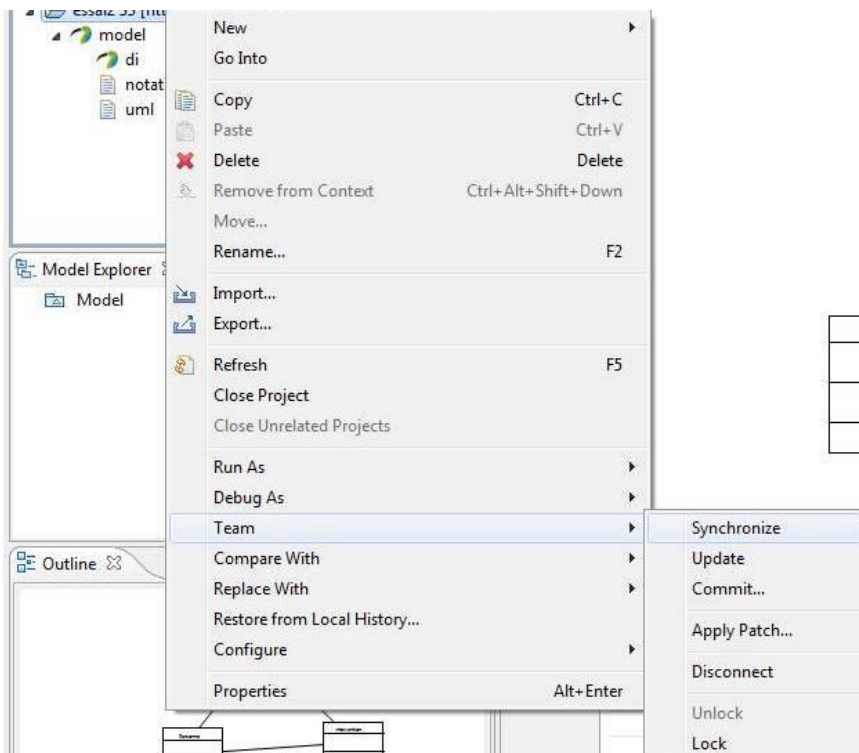 model
di
notat
uml
Model Explorer
Model
Outline
New
Go Into
Copy Ctrl+C
Paste Ctrl+V
Delete Delete
Remove from Context Ctrl+Alt+Shift+Down
Move...
Rename... F2
Import...
Export...
Refresh F5
Close Project
Close Unrelated Projects
Run As
Debug As
Team
Compare With
Replace With
Restore from Local History...
Configure
Properties Alt+Enter
Synchronize
Update
Commit...
Apply Patch...
Disconnect
Unlock
Lock